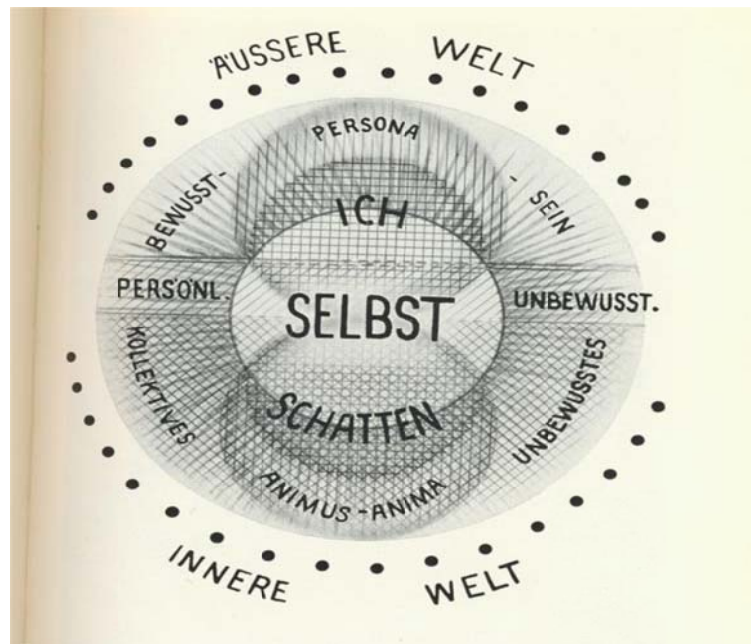 ÄUSSERE WELT
PERSONA
BEWUSST- - SEIN
ICH
PERSÖNL. UNBEWUSST.
SELBST
KOLLEKTIVES UNBEWUSSTES
SCHATTEN
ANIMUS-ANIMA
INNERE WELT